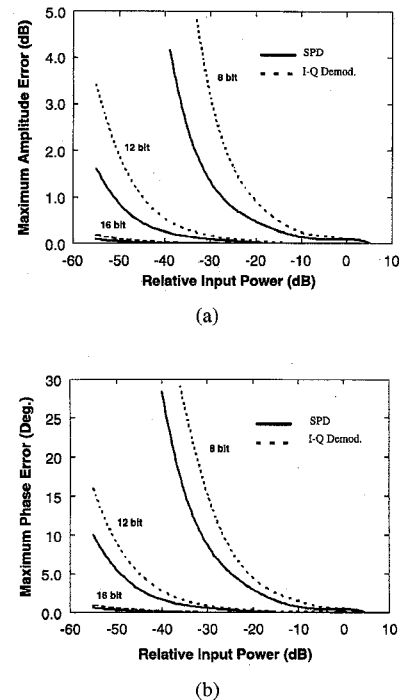 Maximum Amplitude Error (dB)
5.0
4.0
3.0
2.0
1.0
0.0
SPD
I-Q Demod.
8 bit
12 bit
16 bit
-60 -50 -40 -30 -20 -10 0 10
Relative Input Power (dB)
(a)
Maximum Phase Error (Deg.)
30
25
20
15
10
5.0
0.0
SPD
I-Q Demod.
8 bit
12 bit
16 bit
-60 -50 -40 -30 -20 -10 0 10
Relative Input Power (dB)
(b)